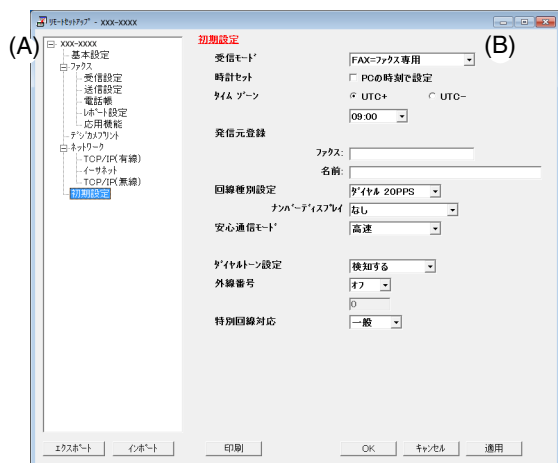 ﾘﾓｰﾄｾｯﾄｱｯﾌﾟ - xxx-xxxx
(A)
xxx-xxxx
基本設定
ﾌｧｸｽ
受信設定
送信設定
電話帳
ﾚﾎﾟｰﾄ設定
応用機能
ﾃﾞｼﾞｶﾒﾌﾟﾘﾝﾄ
ﾈｯﾄﾜｰｸ
TCP/IP(有線)
ｲｰｻﾈｯﾄ
TCP/IP(無線)
初期設定
(B)
初期設定
受信ﾓｰﾄﾞ FAX=ﾌｧｸｽ専用
時計ｾｯﾄ PCの時刻で設定
ﾀｲﾑ ｿﾞｰﾝ UTC+ UTC-
09:00
発信元登録
ﾌｧｸｽ:
名前:
回線種別設定 ﾀﾞｲﾔﾙ 20PPS
ﾅﾝﾊﾞｰﾃﾞｨｽﾌﾟﾚｲ なし
安心通信ﾓｰﾄﾞ 高速
ﾀﾞｲﾔﾙﾄｰﾝ設定 検知する
外線番号 ｵﾌ
0
特別回線対応 一般
ｴｸｽﾎﾟｰﾄ ｲﾝﾎﾟｰﾄ 印刷 OK ｷｬﾝｾﾙ 適用